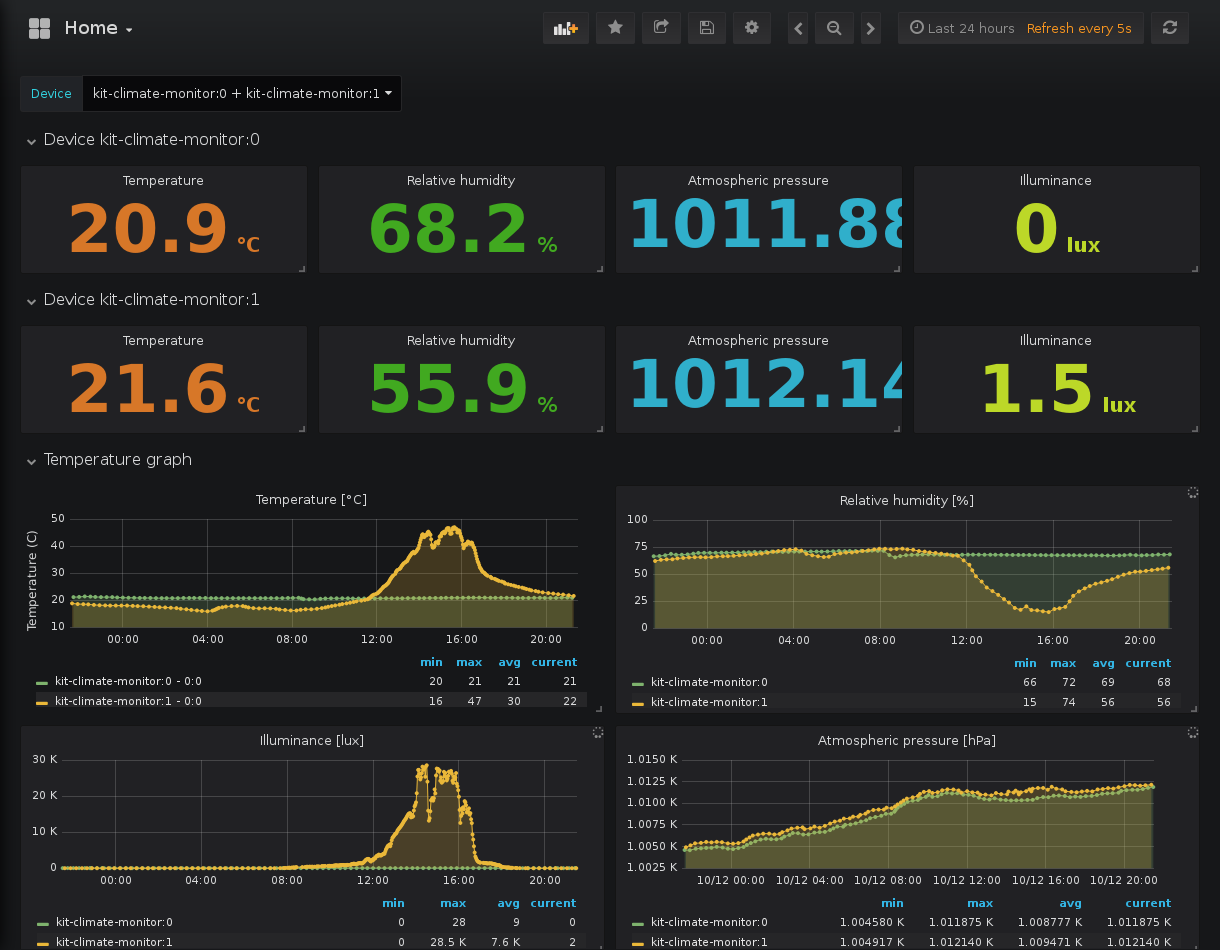 Home
Last 24 hours Refresh every 5s
Device kit-climate-monitor:0 + kit-climate-monitor:1
Device kit-climate-monitor:0
Temperature Relative humidity Atmospheric pressure Illuminance
20.9 °C 68.2 % 1011.88 0 lux
Device kit-climate-monitor:1
Temperature Relative humidity Atmospheric pressure Illuminance
21.6 °C 55.9 % 1012.14 1.5 lux
Temperature graph
Temperature [°C]
Temperature (C)
50
40
30
20
10
00:00 04:00 08:00 12:00 16:00 20:00
min max avg current
kit-climate-monitor:0 - 0:0 20 21 21 21
kit-climate-monitor:1 - 0:0 16 47 30 22
Relative humidity [%]
100
75
50
25
0
00:00 04:00 08:00 12:00 16:00 20:00
min max avg current
kit-climate-monitor:0 66 72 69 68
kit-climate-monitor:1 15 74 56 56
Illuminance [lux]
30 K
20 K
10 K
0
00:00 04:00 08:00 12:00 16:00 20:00
min max avg current
kit-climate-monitor:0 0 28 9 0
kit-climate-monitor:1 0 28.5 K 7.6 K 2
Atmospheric pressure [hPa]
1.0150 K
1.0125 K
1.0100 K
1.0075 K
1.0050 K
1.0025 K
10/12 00:00 10/12 04:00 10/12 08:00 10/12 12:00 10/12 16:00 10/12 20:00
min max avg current
kit-climate-monitor:0 1.004580 K 1.011875 K 1.008777 K 1.011875 K
kit-climate-monitor:1 1.004917 K 1.012140 K 1.009471 K 1.012140 K